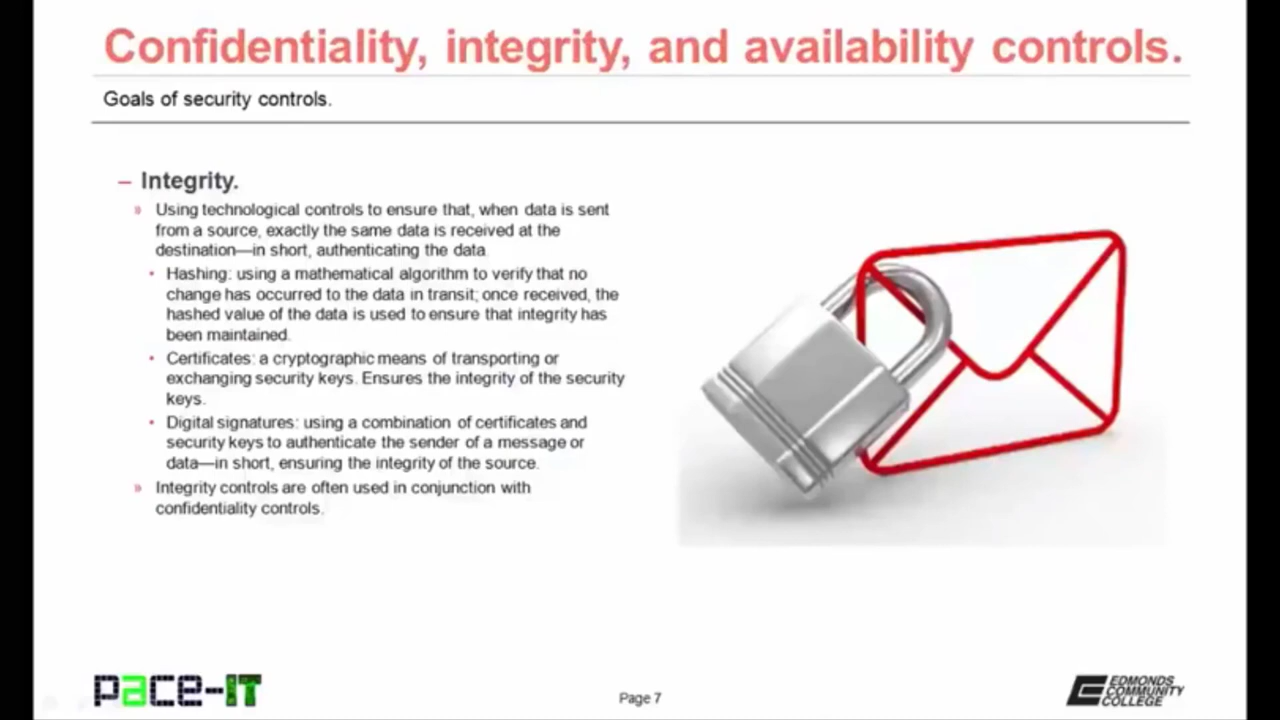 Confidentiality, integrity, and availability controls.
Goals of security controls.
– Integrity.
» Using technological controls to ensure that, when data is sent
from a source, exactly the same data is received at the
destination—in short, authenticating the data
• Hashing: using a mathematical algorithm to verify that no
change has occurred to the data in transit; once received, the
hashed value of the data is used to ensure that integrity has
been maintained.
• Certificates: a cryptographic means of transporting or
exchanging security keys. Ensures the integrity of the security
keys.
• Digital signatures: using a combination of certificates and
security keys to authenticate the sender of a message or
data—in short, ensuring the integrity of the source.
» Integrity controls are often used in conjunction with
confidentiality controls.
pace-IT
Page 7
EDMONDS
COMMUNITY
COLLEGE